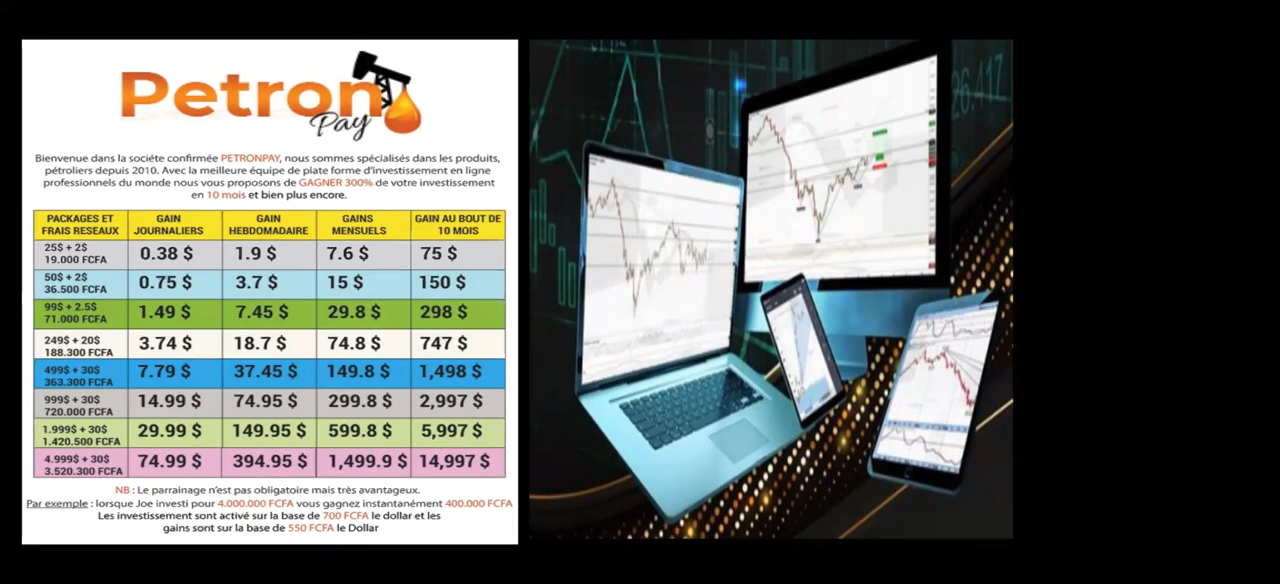 Petron
Pay
Bienvenue dans la sociéte confirmée PETRONPAY, nous sommes spécialisés dans les produits,
pétroliers depuis 2010. Avec la meilleure équipe de plate forme d'investissement en ligne
professionnels du monde nous vous proposons de GAGNER 300% de votre investissement
en 10 mois et bien plus encore.
PACKAGES ET FRAIS RESEAUX GAIN JOURNALIERS GAIN HEBDOMADAIRE GAINS MENSUELS GAIN AU BOUT DE 10 MOIS
25$ + 2$ 19.000 FCFA 0.38 $ 1.9 $ 7.6 $ 75 $
50$ + 2$ 36.500 FCFA 0.75 $ 3.7 $ 15 $ 150 $
99$ + 2.5$ 71.000 FCFA 1.49 $ 7.45 $ 29.8 $ 298 $
249$ + 20$ 188.300 FCFA 3.74 $ 18.7 $ 74.8 $ 747 $
499$ + 30$ 363.300 FCFA 7.79 $ 37.45 $ 149.8 $ 1,498 $
999$ + 30$ 720.000 FCFA 14.99 $ 74.95 $ 299.8 $ 2,997 $
1.999$ + 30$ 1.420.500 FCFA 29.99 $ 149.95 $ 599.8 $ 5,997 $
4.999$ + 30$ 3.520.300 FCFA 74.99 $ 394.95 $ 1,499.9 $ 14,997 $
NB : Le parrainage n'est pas obligatoire mais très avantageux.
Par exemple : lorsque Joe investi pour 4.000.000 FCFA vous gagnez instantanément 400.000 FCFA
Les investissement sont activé sur la base de 700 FCFA le dollar et les
gains sont sur la base de 550 FCFA le Dollar
26.417